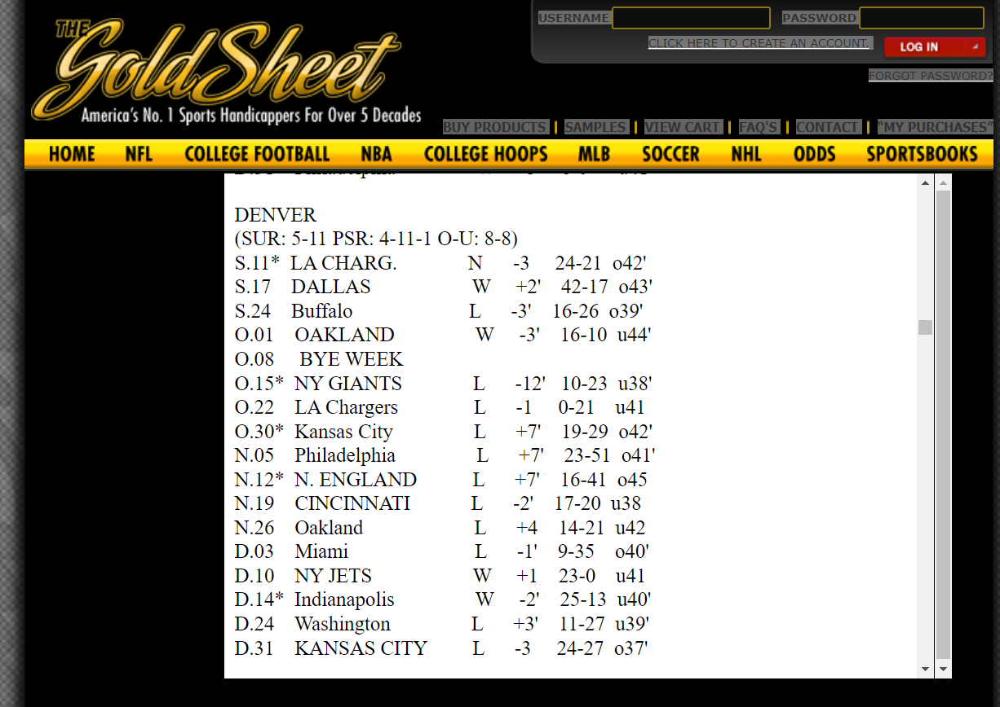 THE
GoldSheet
America's No. 1 Sports Handicappers For Over 5 Decades
USERNAME PASSWORD
CLICK HERE TO CREATE AN ACCOUNT. LOG IN
FORGOT PASSWORD?
BUY PRODUCTS | SAMPLES | VIEW CART | FAQ'S | CONTACT | "MY PURCHASES"
HOME NFL COLLEGE FOOTBALL NBA COLLEGE HOOPS MLB SOCCER NHL ODDS SPORTSBOOKS
DENVER
(SUR: 5-11 PSR: 4-11-1 O-U: 8-8)
S.11* LA CHARG. N -3 24-21 o42'
S.17 DALLAS W +2' 42-17 o43'
S.24 Buffalo L -3' 16-26 o39'
O.01 OAKLAND W -3' 16-10 u44'
O.08 BYE WEEK
O.15* NY GIANTS L -12' 10-23 u38'
O.22 LA Chargers L -1 0-21 u41
O.30* Kansas City L +7' 19-29 o42'
N.05 Philadelphia L +7' 23-51 o41'
N.12* N. ENGLAND L +7' 16-41 o45
N.19 CINCINNATI L -2' 17-20 u38
N.26 Oakland L +4 14-21 u42
D.03 Miami L -1' 9-35 o40'
D.10 NY JETS W +1 23-0 u41
D.14* Indianapolis W -2' 25-13 u40'
D.24 Washington L +3' 11-27 u39'
D.31 KANSAS CITY L -3 24-27 o37'